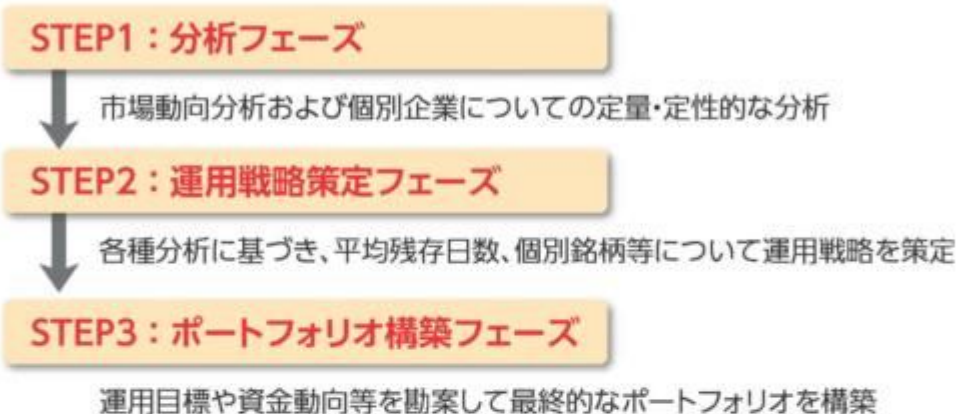 STEP1：分析フェーズ
市場動向分析および個別企業についての定量・定性的な分析
STEP2：運用戦略策定フェーズ
各種分析に基づき、平均残存日数、個別銘柄等について運用戦略を策定
STEP3：ポートフォリオ構築フェーズ
運用目標や資金動向等を勘案して最終的なポートフォリオを構築